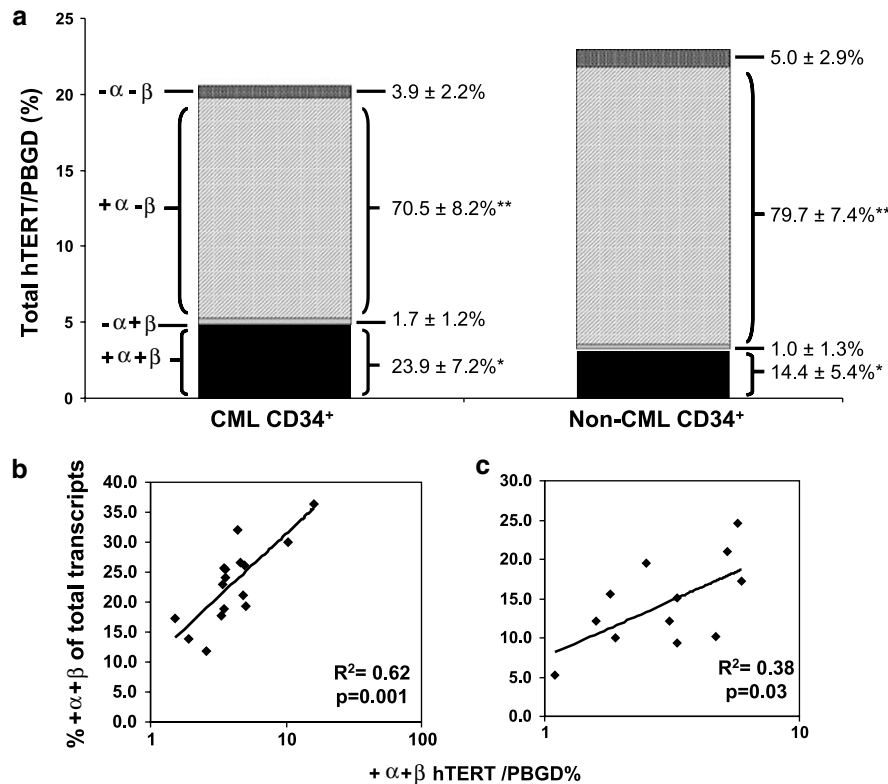 a
Total hTERT/PBGD (%)
25
20
15
10
5
0
-α-β
+α-β
-α+β
+α+β
3.9 ± 2.2%
70.5 ± 8.2%**
1.7 ± 1.2%
23.9 ± 7.2%*
5.0 ± 2.9%
79.7 ± 7.4%**
1.0 ± 1.3%
14.4 ± 5.4%*
CML CD34⁺
Non-CML CD34⁺
b
% +α+β of total transcripts
40.0
35.0
30.0
25.0
20.0
15.0
10.0
5.0
0.0
1
10
100
R²= 0.62
p=0.001
c
30.0
25.0
20.0
15.0
10.0
5.0
0.0
1
10
R²= 0.38
p=0.03
+ α+β hTERT /PBGD%